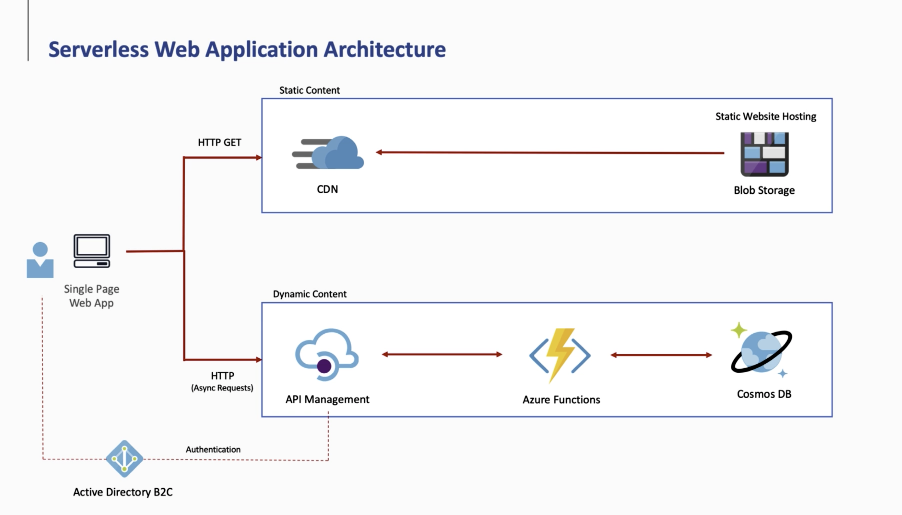 Serverless Web Application Architecture
Static Content
Static Website Hosting
HTTP GET
CDN
Blob Storage
Single Page
Web App
Dynamic Content
HTTP
(Async Requests)
API Management
Azure Functions
Cosmos DB
Authentication
Active Directory B2C